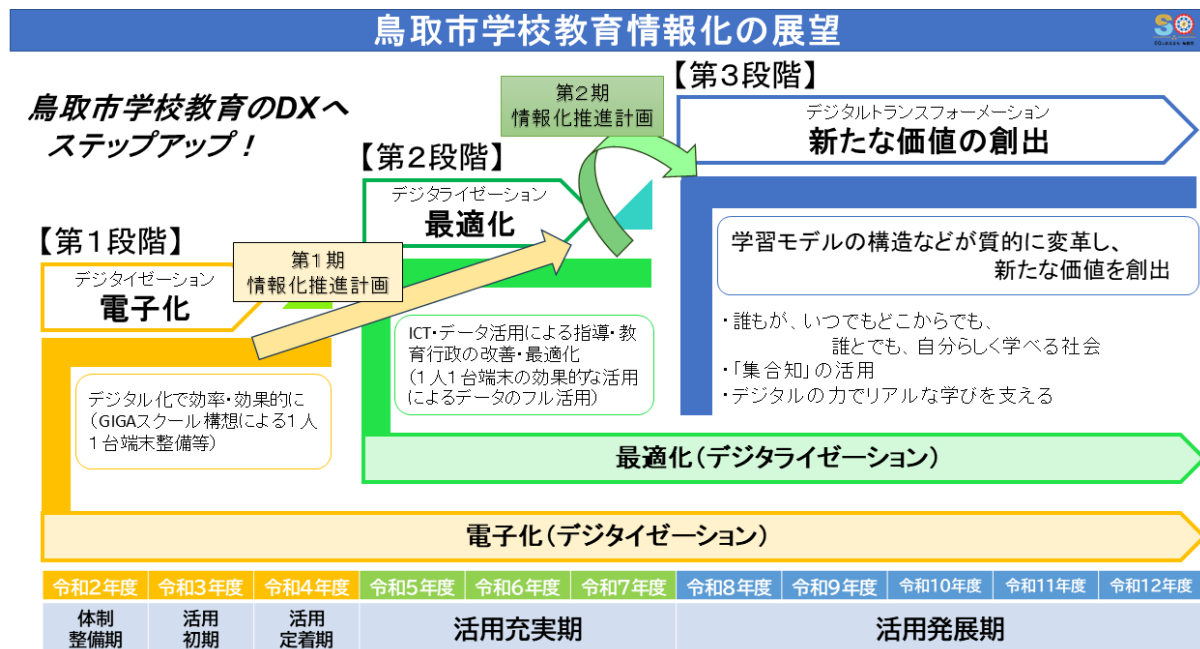 鳥取市学校教育情報化の展望
SQ
鳥取市学校教育のDXへ
ステップアップ！
【第1段階】
デジタイゼーション
電子化
第1期
情報化推進計画
デジタル化で効率・効果的に
（GIGAスクール構想による1人
1台端末整備等）
【第2段階】
デジタライゼーション
最適化
第2期
情報化推進計画
ICT・データ活用による指導・教
育行政の改善・最適化
（1人1台端末の効果的な活用
によるデータのフル活用）
【第3段階】
デジタルトランスフォーメーション
新たな価値の創出
学習モデルの構造などが質的に変革し、
新たな価値を創出
・誰もが、いつでもどこからでも、
誰とでも、自分らしく学べる社会
・「集合知」の活用
・デジタルの力でリアルな学びを支える
最適化（デジタライゼーション）
電子化（デジタイゼーション）
令和2年度 令和3年度 令和4年度 令和5年度 令和6年度 令和7年度 令和8年度 令和9年度 令和10年度 令和11年度 令和12年度
体制
整備期
活用
初期
活用
定着期
活用充実期
活用発展期